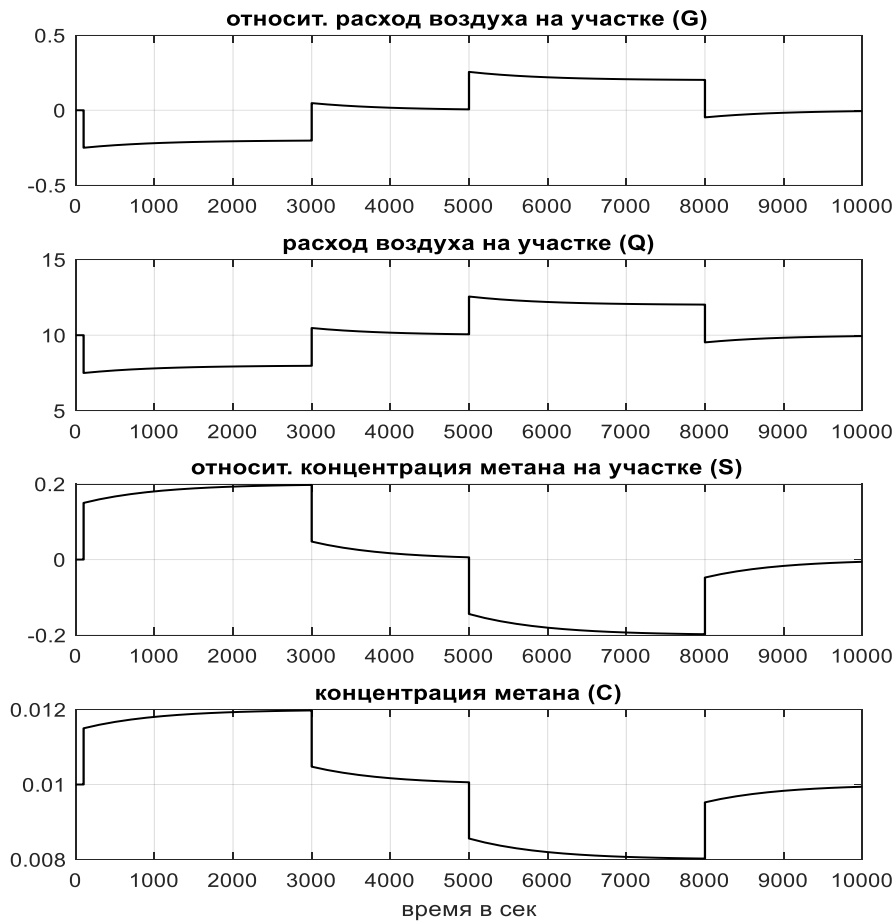 относит. расход воздуха на участке (G)
0.5
0
-0.5
0 1000 2000 3000 4000 5000 6000 7000 8000 9000 10000
расход воздуха на участке (Q)
15
10
5
0 1000 2000 3000 4000 5000 6000 7000 8000 9000 10000
относит. концентрация метана на участке (S)
0.2
0
-0.2
0 1000 2000 3000 4000 5000 6000 7000 8000 9000 10000
концентрация метана (C)
0.012
0.01
0.008
0 1000 2000 3000 4000 5000 6000 7000 8000 9000 10000
время в сек